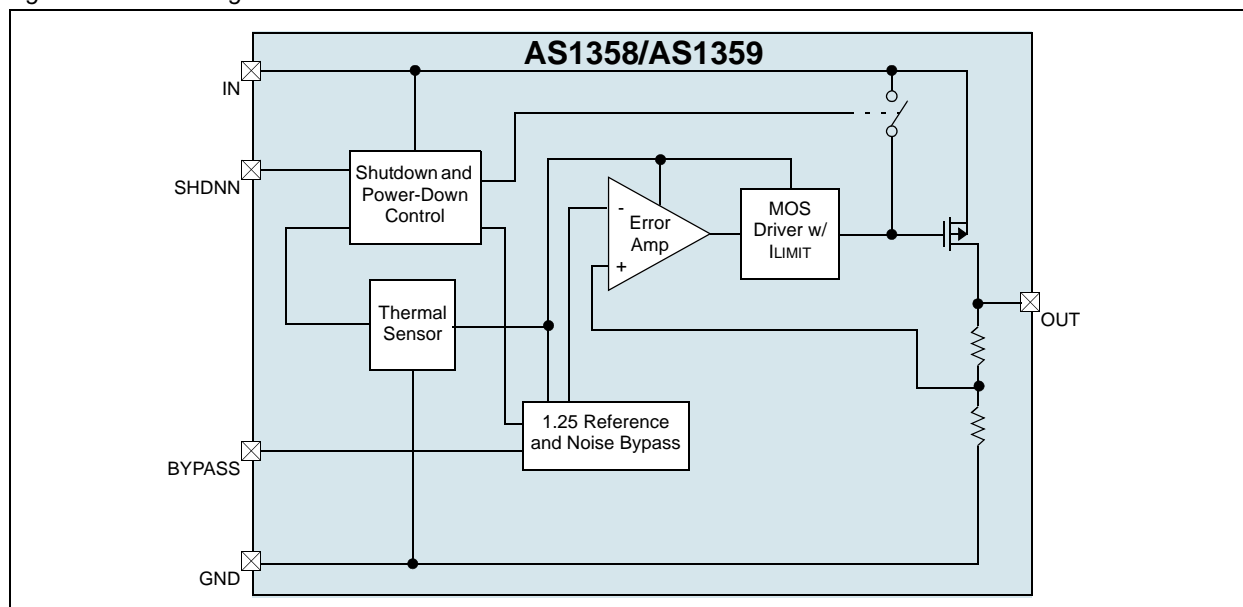 AS1358/AS1359
IN
SHDNN
Shutdown and
Power-Down
Control
-
Error
Amp
+
MOS
Driver w/
ILIMIT
Thermal
Sensor
OUT
1.25 Reference
and Noise Bypass
BYPASS
GND